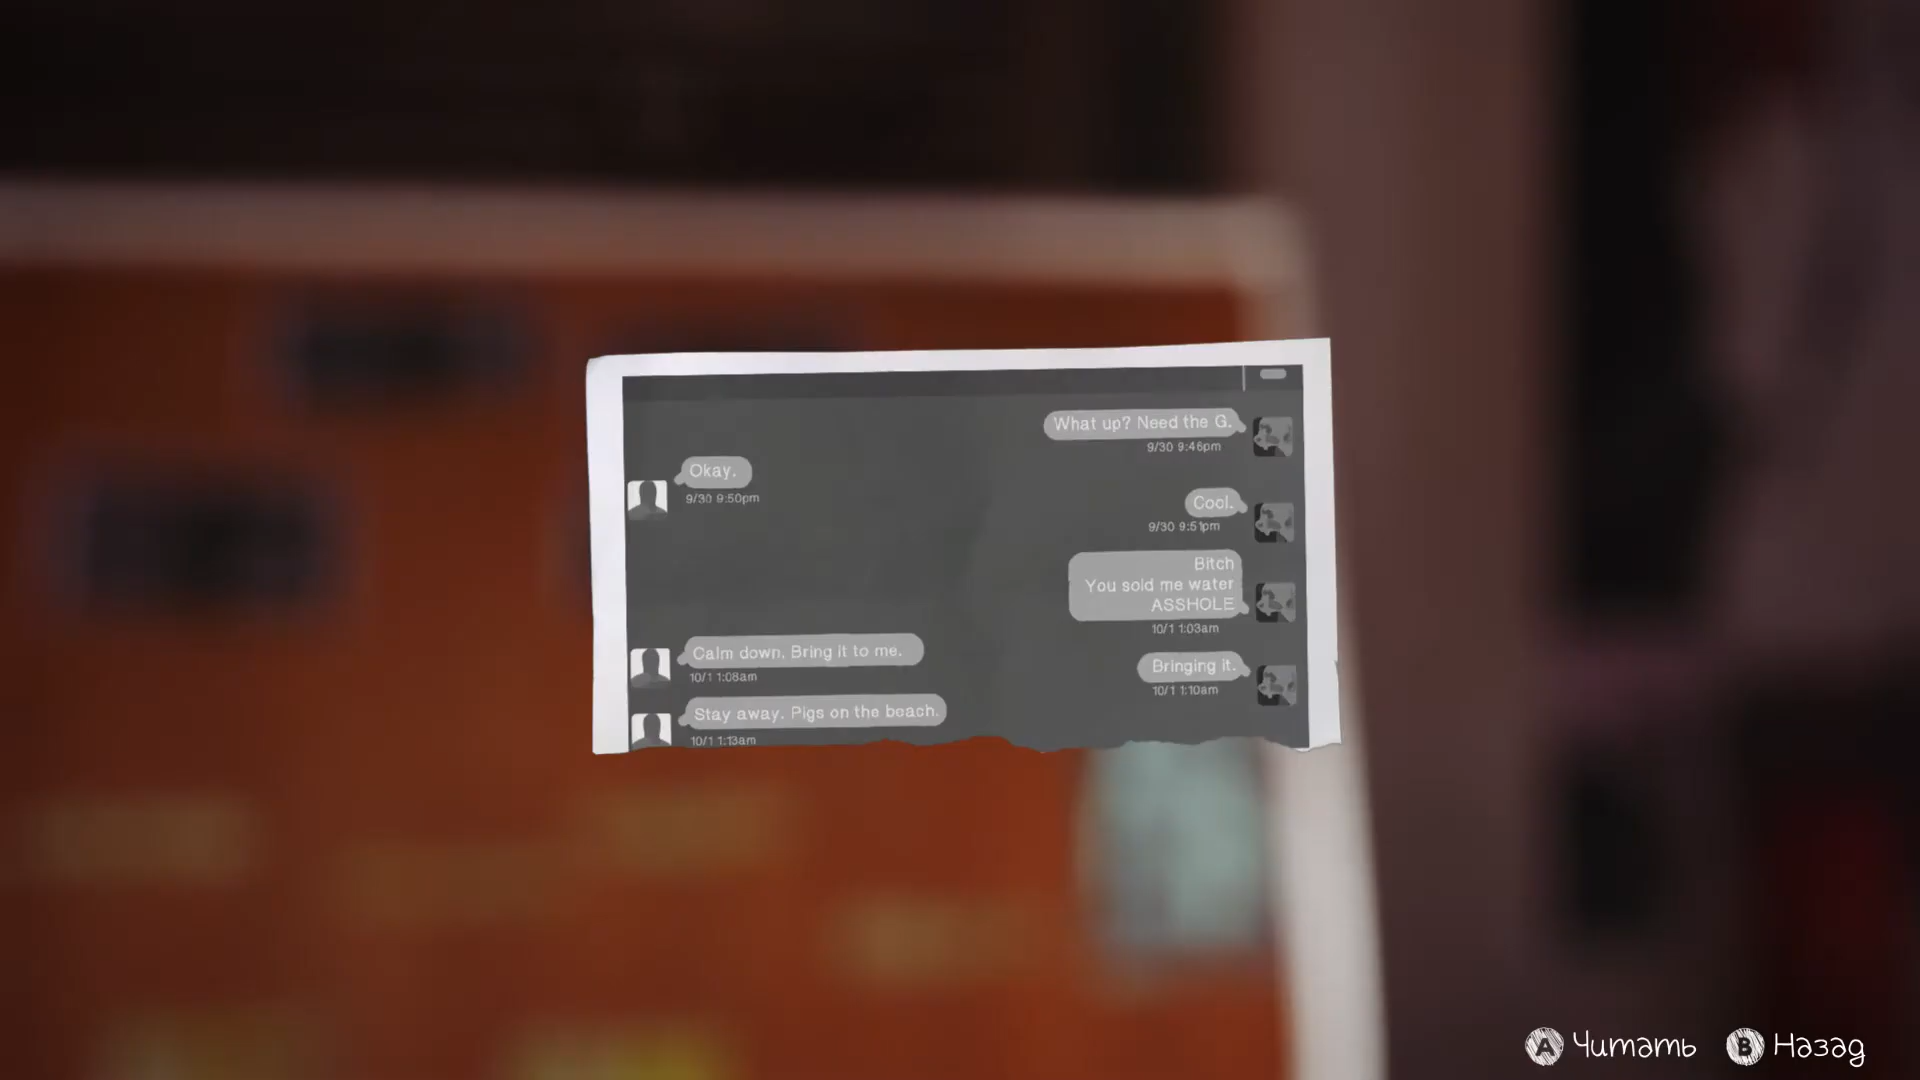 What up? Need the G.
9/30 9:46pm
Okay.
9/30 9:50pm
Cool.
9/30 9:51pm
Bitch
You sold me water
ASSHOLE
10/1 1:03am
Calm down. Bring it to me.
10/1 1:08am
Bringing it.
10/1 1:10am
Stay away. Pigs on the beach.
10/1 1:13am
A Читать B Назад